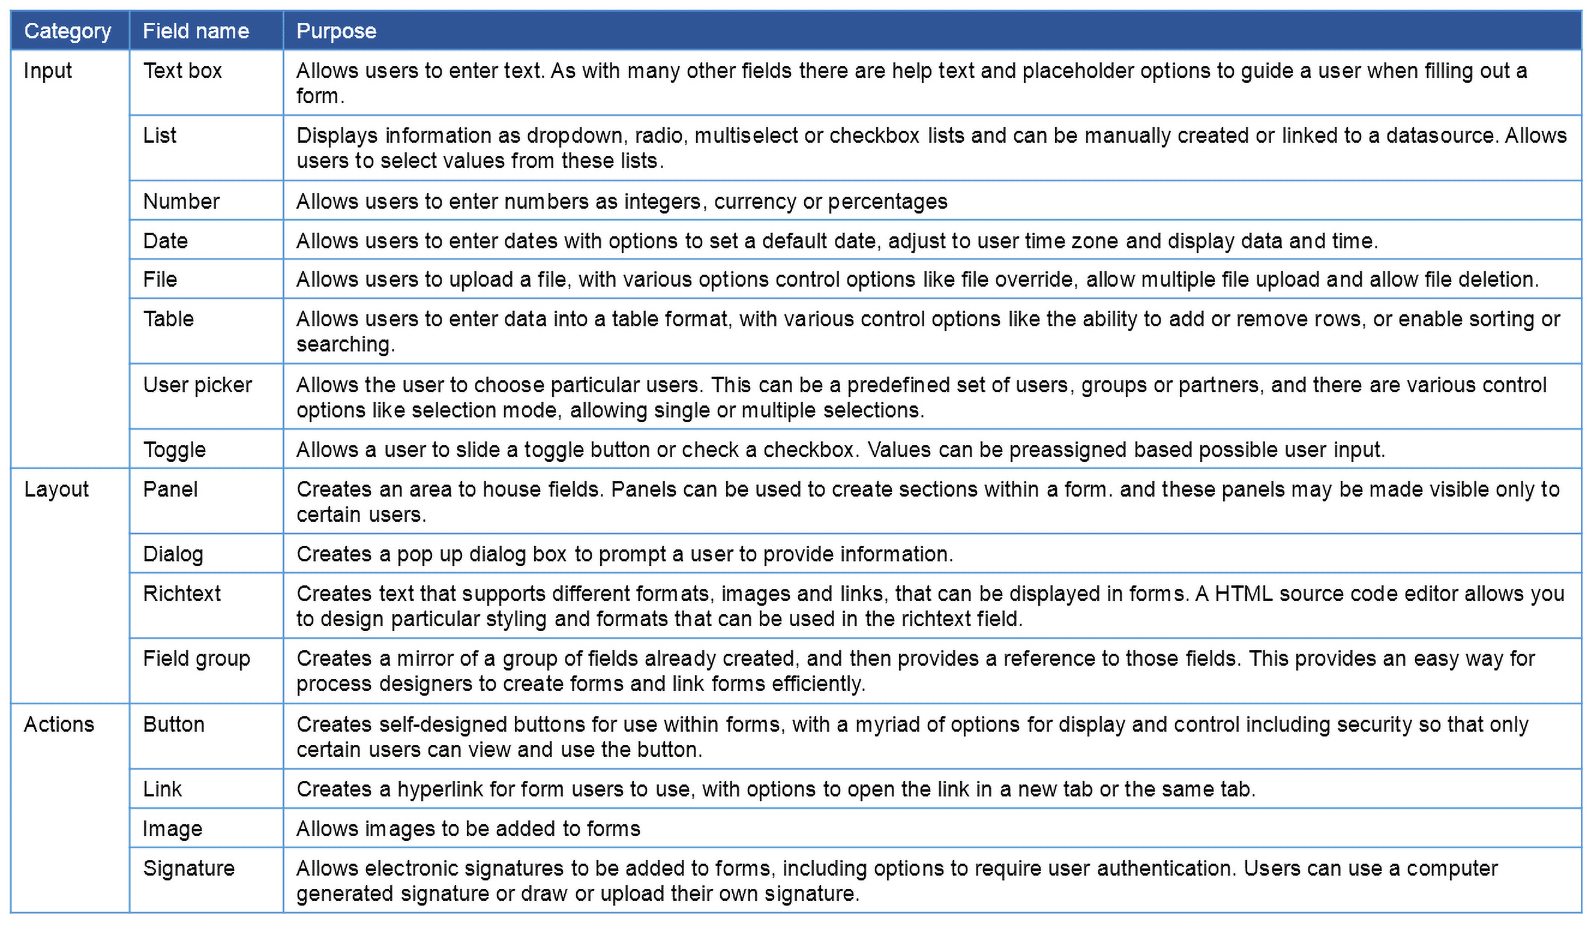 Category Field name Purpose
Input Text box Allows users to enter text. As with many other fields there are help text and placeholder options to guide a user when filling out a
form.
List Displays information as dropdown, radio, multiselect or checkbox lists and can be manually created or linked to a datasource. Allows
users to select values from these lists.
Number Allows users to enter numbers as integers, currency or percentages
Date Allows users to enter dates with options to set a default date, adjust to user time zone and display data and time.
File Allows users to upload a file, with various options control options like file override, allow multiple file upload and allow file deletion.
Table Allows users to enter data into a table format, with various control options like the ability to add or remove rows, or enable sorting or
searching.
User picker Allows the user to choose particular users. This can be a predefined set of users, groups or partners, and there are various control
options like selection mode, allowing single or multiple selections.
Toggle Allows a user to slide a toggle button or check a checkbox. Values can be preassigned based possible user input.
Layout Panel Creates an area to house fields. Panels can be used to create sections within a form. and these panels may be made visible only to
certain users.
Dialog Creates a pop up dialog box to prompt a user to provide information.
Richtext Creates text that supports different formats, images and links, that can be displayed in forms. A HTML source code editor allows you
to design particular styling and formats that can be used in the richtext field.
Field group Creates a mirror of a group of fields already created, and then provides a reference to those fields. This provides an easy way for
process designers to create forms and link forms efficiently.
Actions Button Creates self-designed buttons for use within forms, with a myriad of options for display and control including security so that only
certain users can view and use the button.
Link Creates a hyperlink for form users to use, with options to open the link in a new tab or the same tab.
Image Allows images to be added to forms
Signature Allows electronic signatures to be added to forms, including options to require user authentication. Users can use a computer
generated signature or draw or upload their own signature.